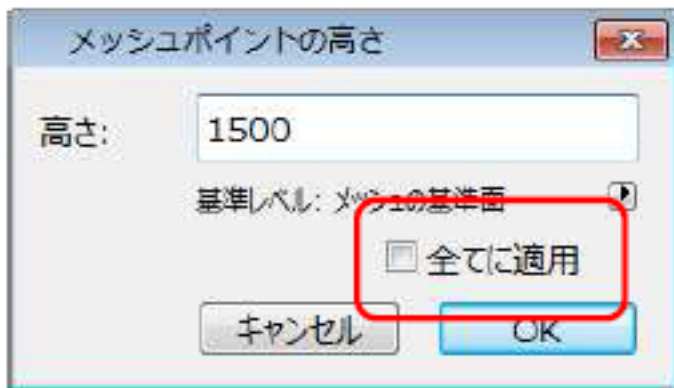 メッシュポイントの高さ
高さ: 1500
基準レベル: メッシュの基準面
全てに適用
キャンセル OK